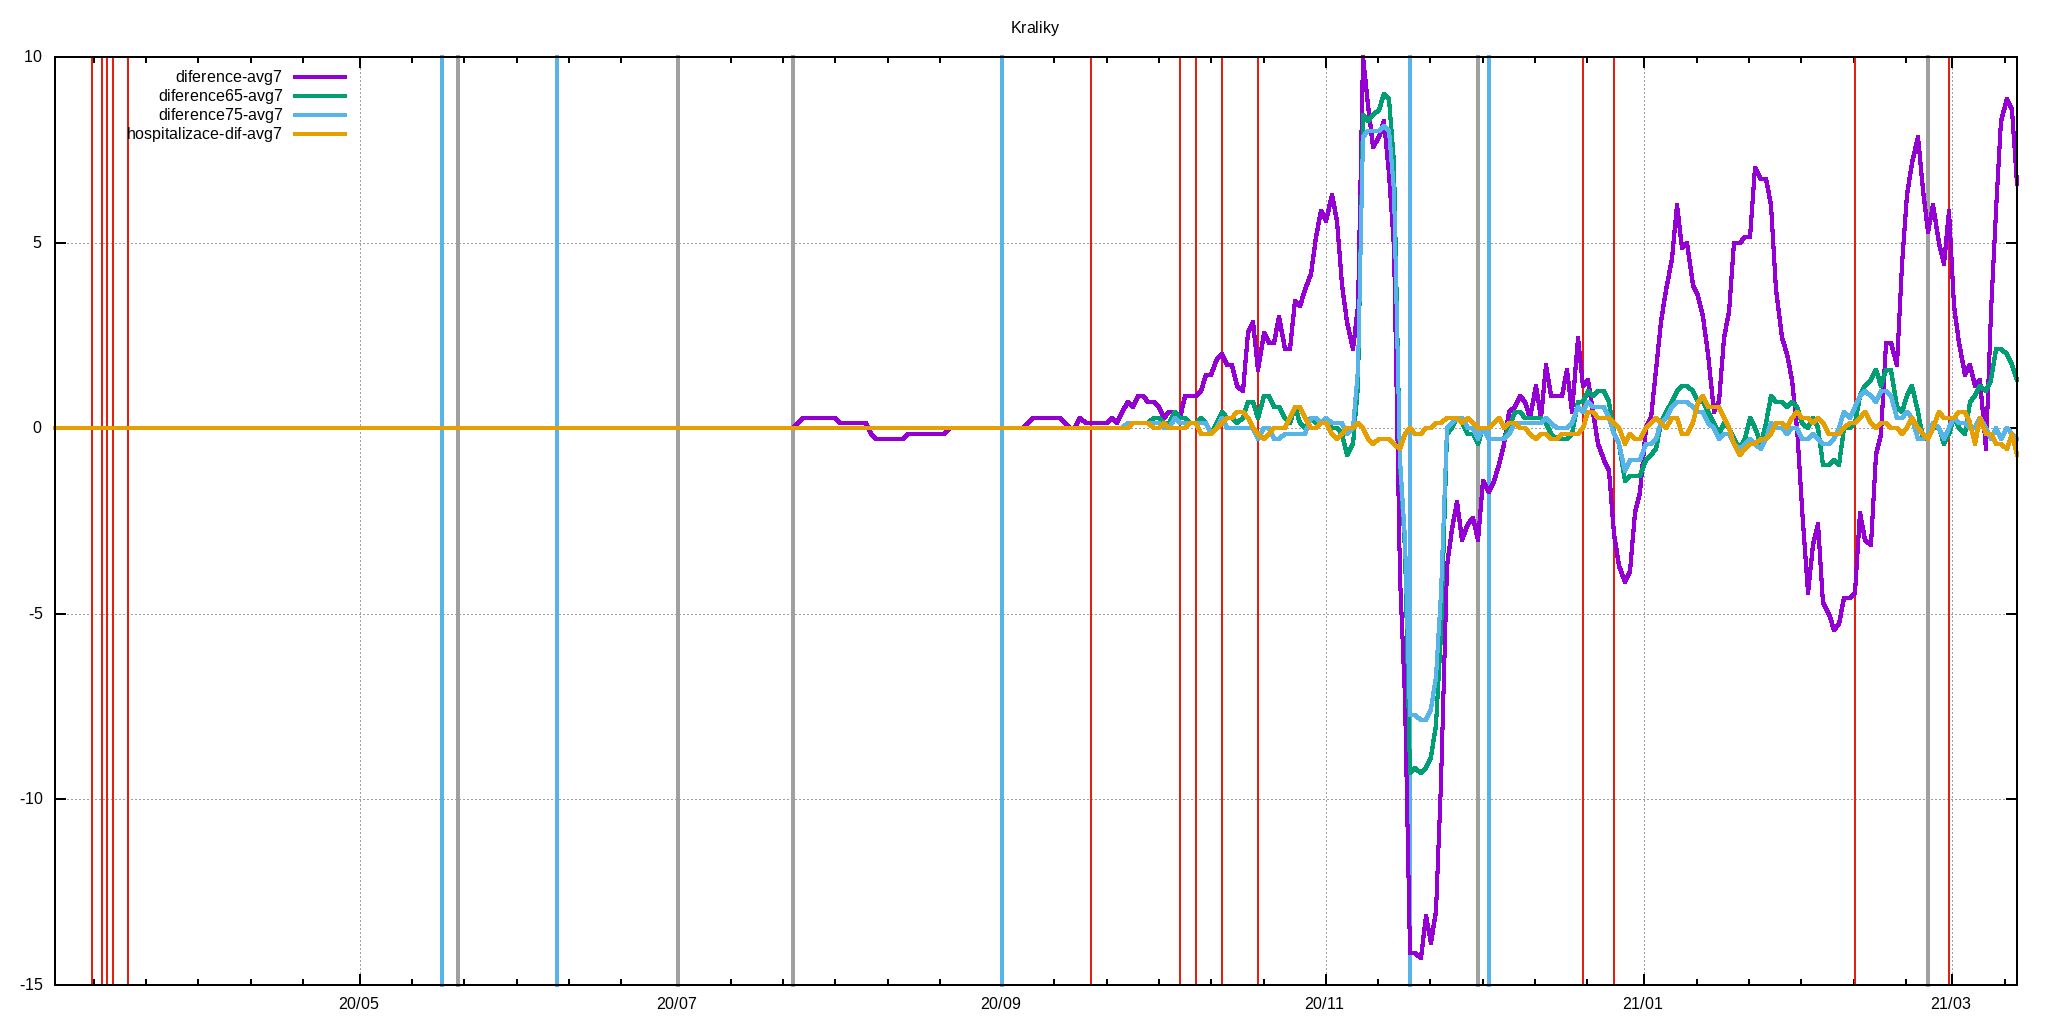 Kraliky
10
diference-avg7
diference65-avg7
diference75-avg7
hospitalizace-dif-avg7
5
0
-5
-10
-15
20/05
20/07
20/09
20/11
21/01
21/03